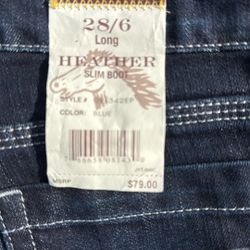 28/6
Long
HEATHER
SLIM BOOT
STYLE #
COLOR: BLUE
MSRP
$79.00